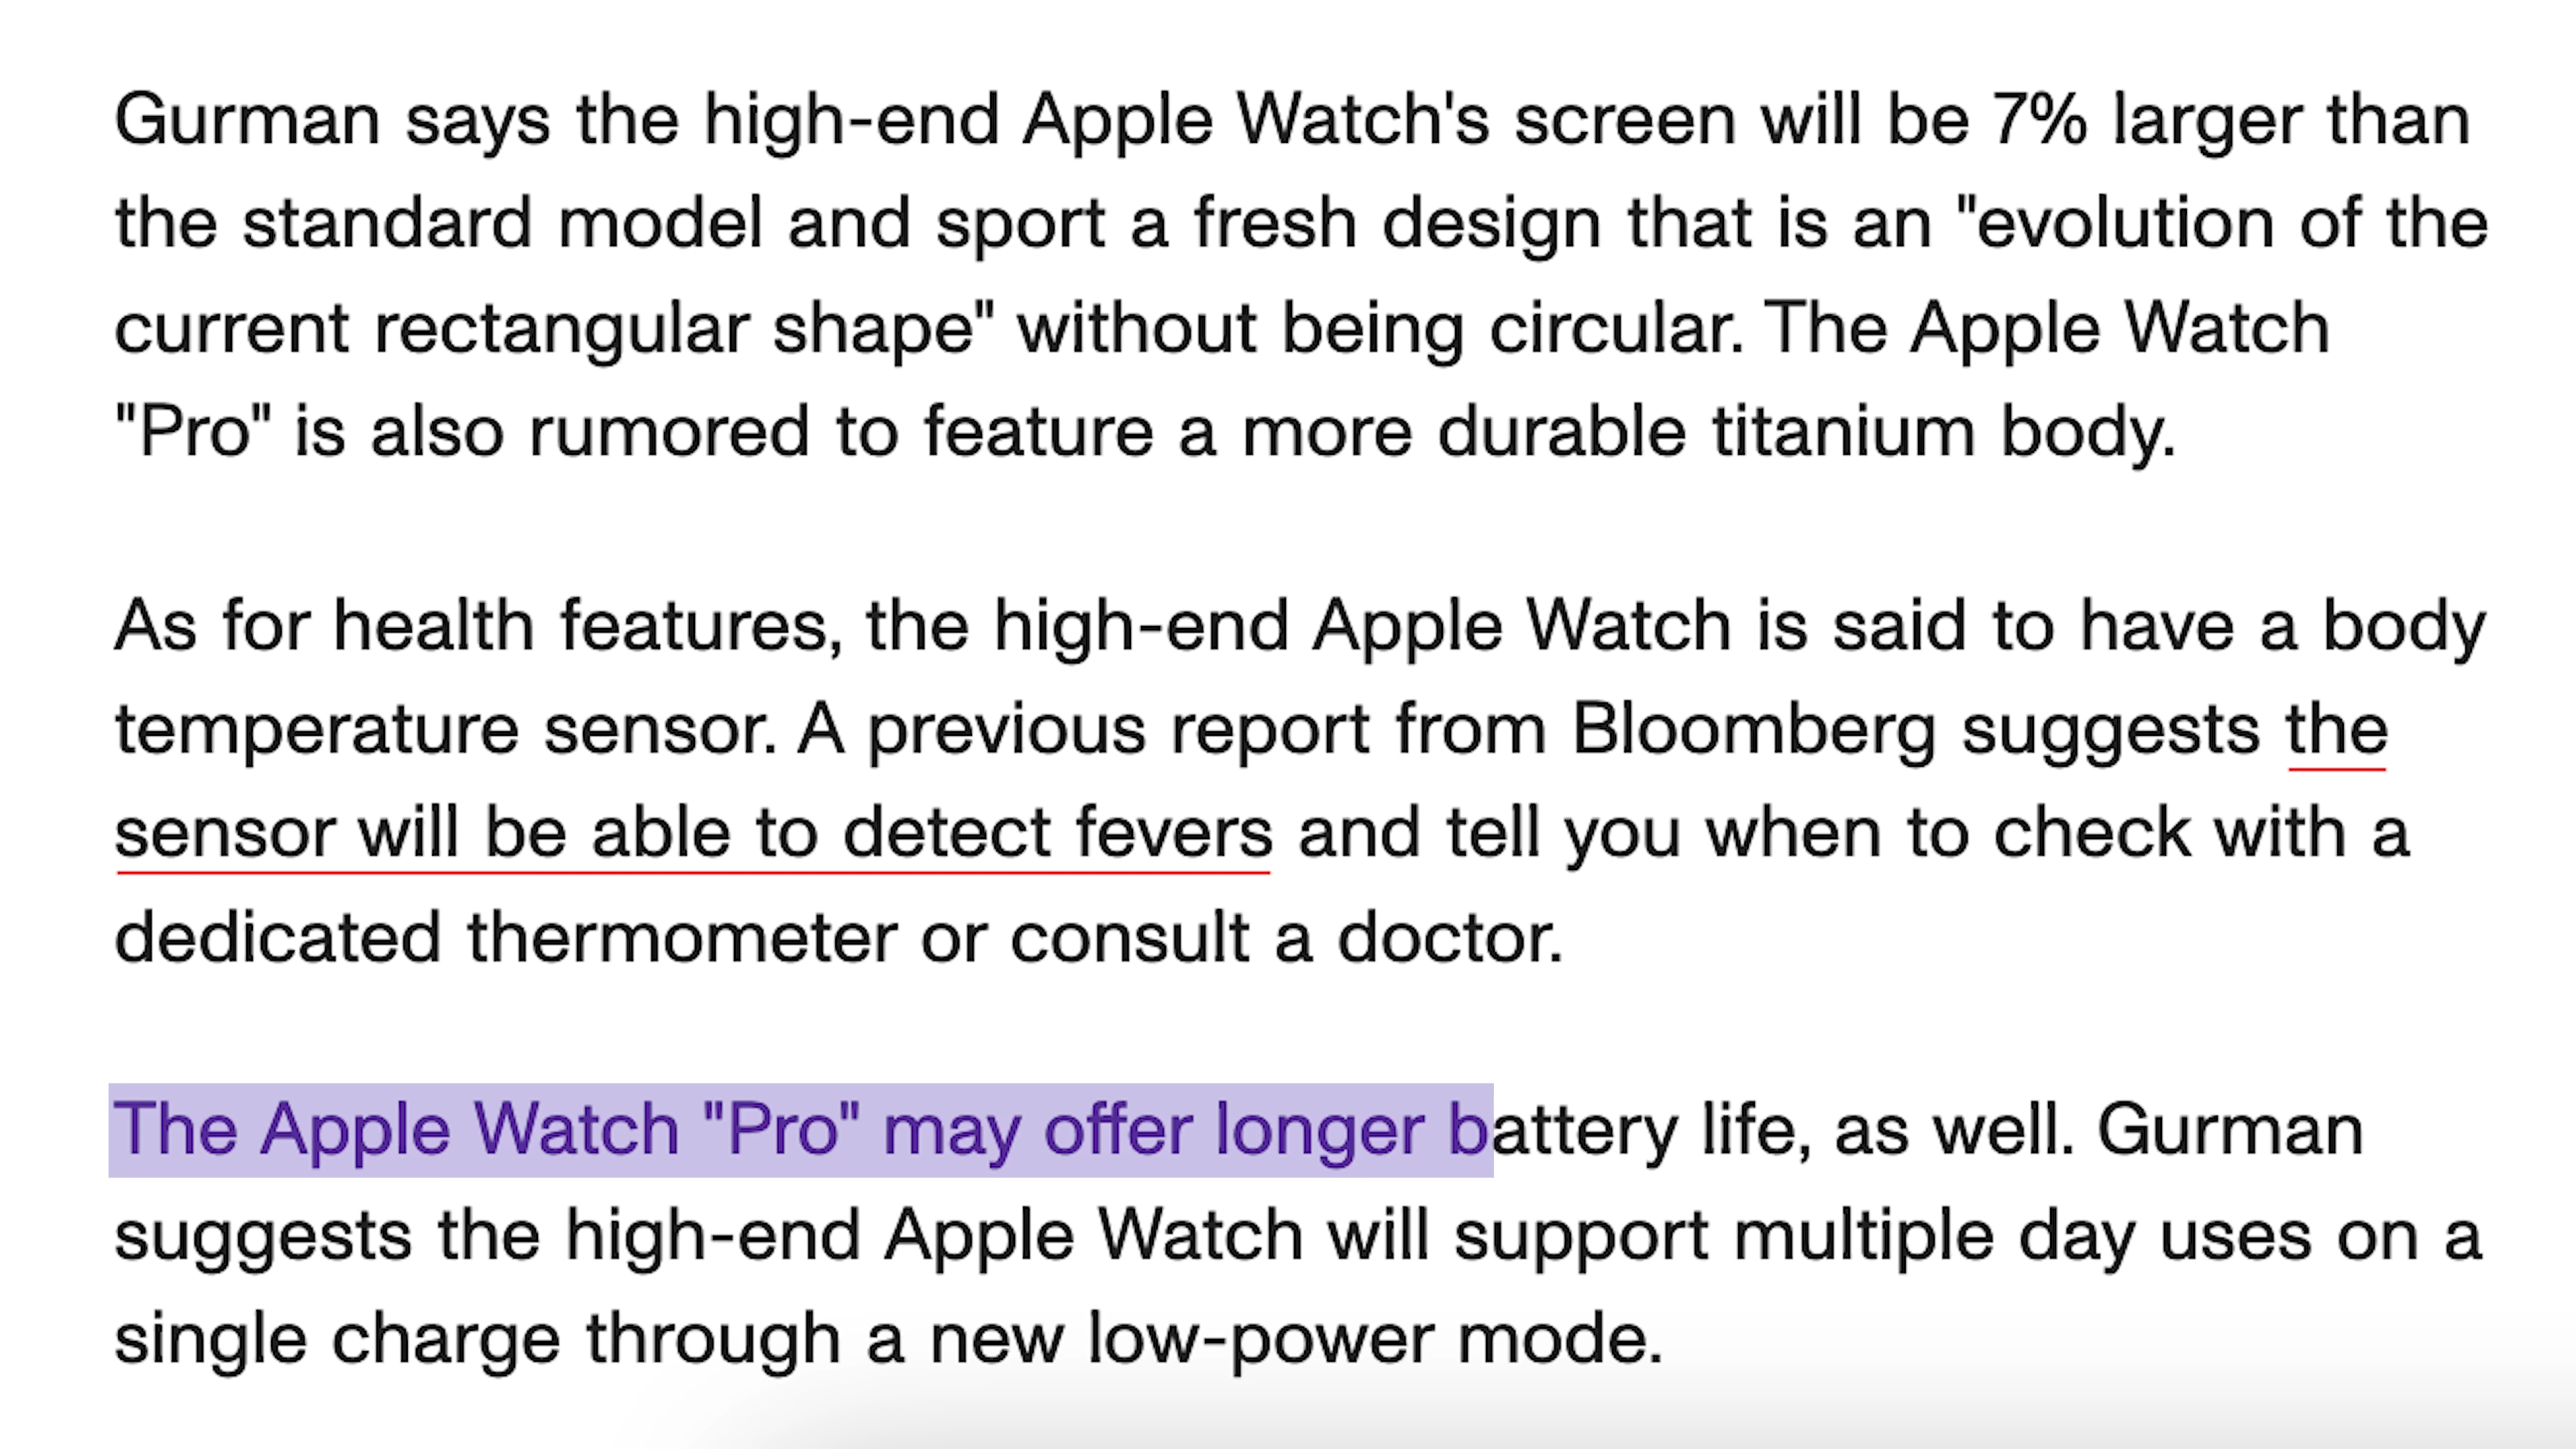 Gurman says the high-end Apple Watch's screen will be 7% larger than
the standard model and sport a fresh design that is an "evolution of the
current rectangular shape" without being circular. The Apple Watch
"Pro" is also rumored to feature a more durable titanium body.
As for health features, the high-end Apple Watch is said to have a body
temperature sensor. A previous report from Bloomberg suggests the
sensor will be able to detect fevers and tell you when to check with a
dedicated thermometer or consult a doctor.
The Apple Watch "Pro" may offer longer battery life, as well. Gurman
suggests the high-end Apple Watch will support multiple day uses on a
single charge through a new low-power mode.